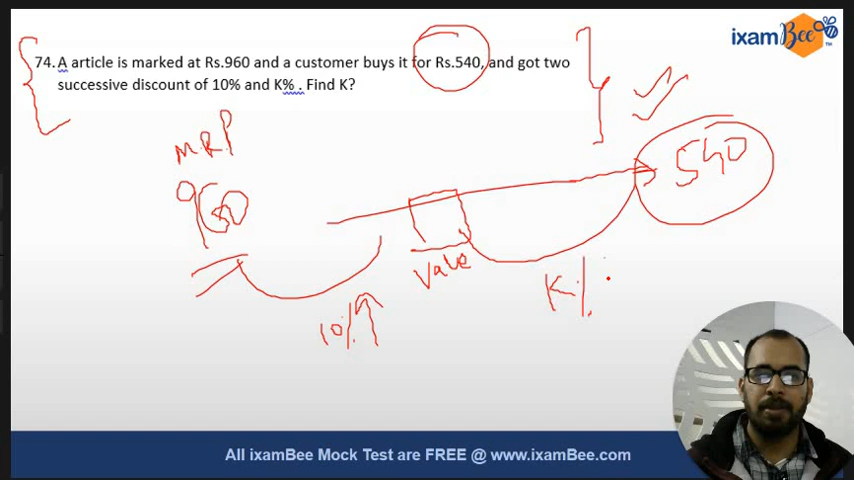 ixamBee
74. A article is marked at Rs.960 and a customer buys it for Rs.540, and got two
successive discount of 10% and K% . Find K?
M.R.P
960
540
Value
K%
10%
All ixamBee Mock Test are FREE @ www.ixamBee.com